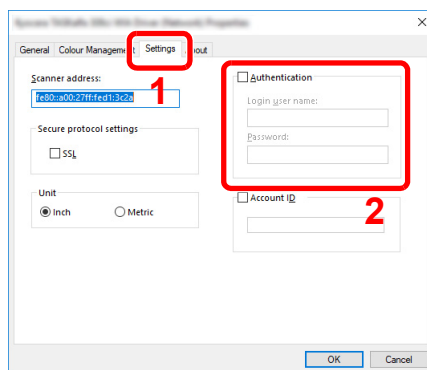 General Colour Management Settings out
1
Scanner address:
fe80::a00:27ff:fed1:3c2a
Secure protocol settings
SSL
Unit
Inch Metric
Authentication
Login user name:
Password:
Account ID
2
OK Cancel